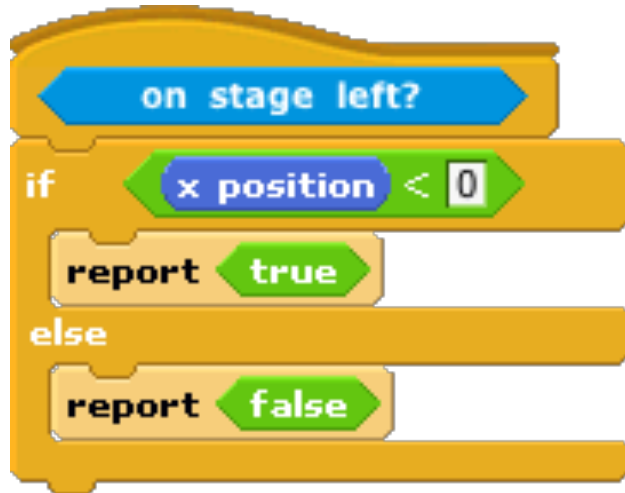 on stage left?
if x position < 0
report true
else
report false